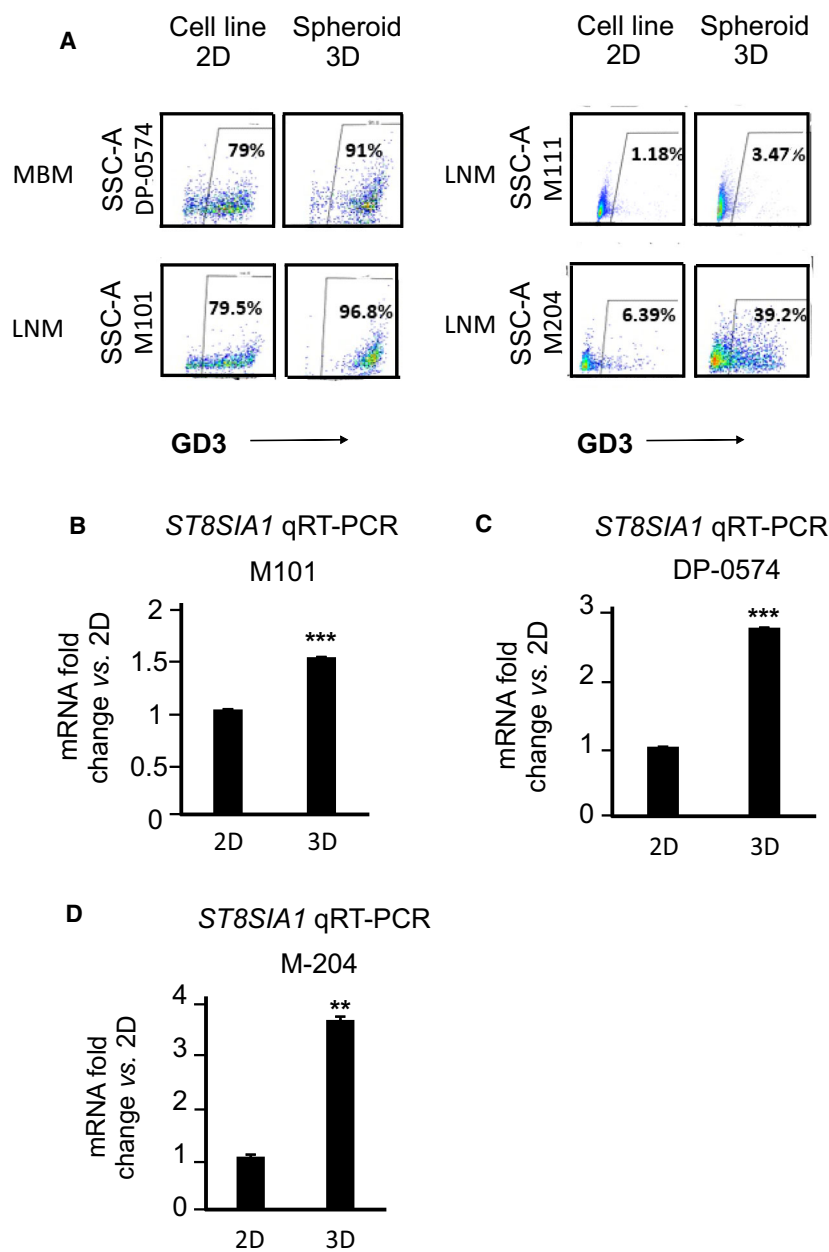 A
Cell line
2D
Spheroid
3D
Cell line
2D
Spheroid
3D
MBM
SSC-A
DP-0574
79%
91%
LNM
SSC-A
M111
1.18%
3.47%
LNM
SSC-A
M101
79.5%
96.8%
LNM
SSC-A
M204
6.39%
39.2%
GD3
GD3
B
ST8SIA1 qRT-PCR
M101
mRNA fold
change vs. 2D
2
1.5
1
0.5
0
***
2D
3D
C
ST8SIA1 qRT-PCR
DP-0574
mRNA fold
change vs. 2D
3
2
1
0
***
2D
3D
D
ST8SIA1 qRT-PCR
M-204
mRNA fold
change vs. 2D
4
3
2
1
0
**
2D
3D